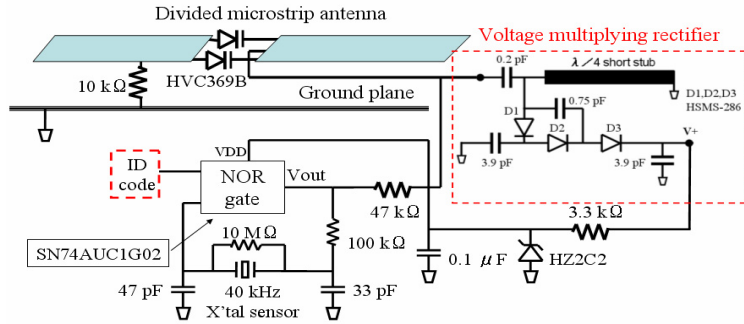 Divided microstrip antenna
Voltage multiplying rectifier
HVC369B
10 kΩ
Ground plane
0.2 pF
λ/4 short stub
D1,D2,D3
HSMS-286
0.75 pF
D1
D2
D3
V+
3.9 pF
3.9 pF
ID
code
VDD
NOR
gate
Vout
47 kΩ
3.3 kΩ
SN74AUC1G02
10 MΩ
100 kΩ
0.1 μF
HZ2C2
47 pF
40 kHz
X'tal sensor
33 pF